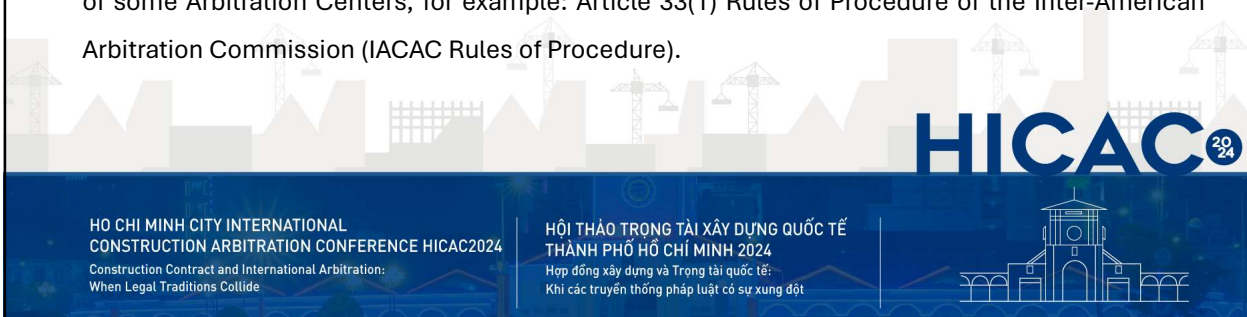 of some Arbitration Centers, for example: Article 33(1) Rules of Procedure of the Inter-American
Arbitration Commission (IACAC Rules of Procedure).
HICAC 2024
HO CHI MINH CITY INTERNATIONAL
CONSTRUCTION ARBITRATION CONFERENCE HICAC2024
Construction Contract and International Arbitration:
When Legal Traditions Collide
HỘI THẢO TRỌNG TÀI XÂY DỰNG QUỐC TẾ
THÀNH PHỐ HỒ CHÍ MINH 2024
Hợp đồng xây dựng và Trọng tài quốc tế:
Khi các truyền thống pháp luật có sự xung đột